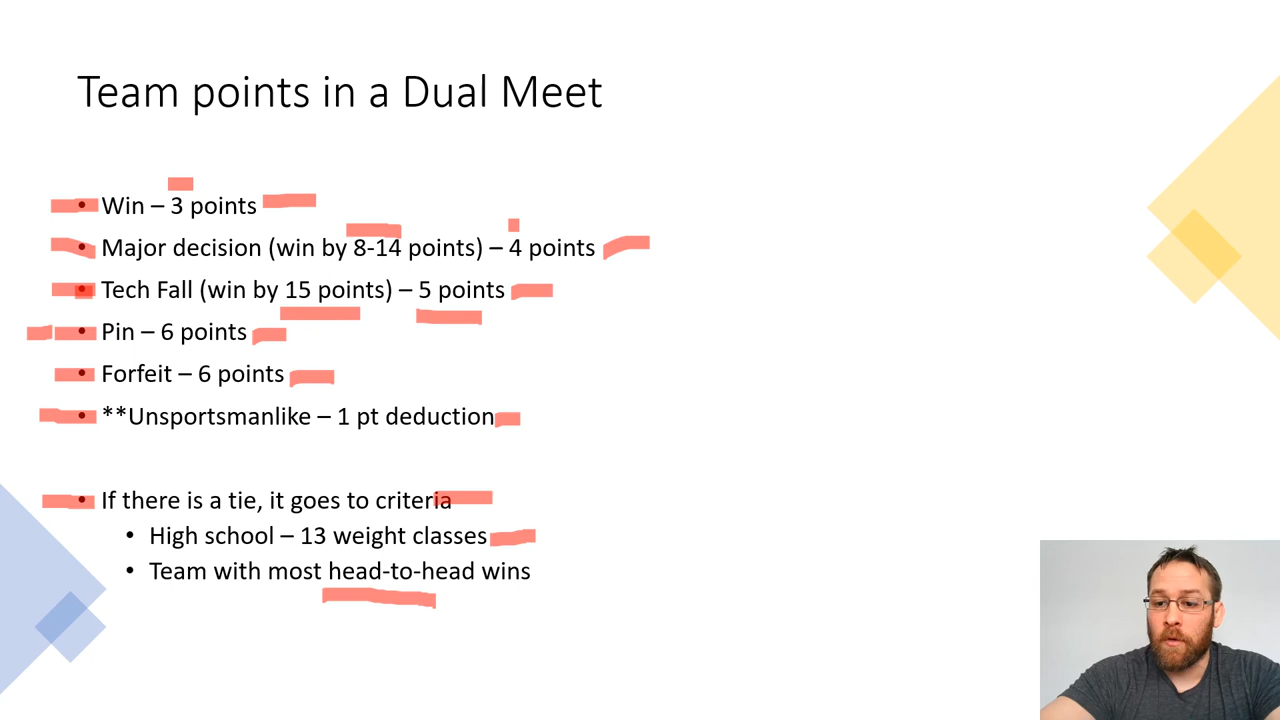 Team points in a Dual Meet
• Win – 3 points
• Major decision (win by 8-14 points) – 4 points
• Tech Fall (win by 15 points) – 5 points
• Pin – 6 points
• Forfeit – 6 points
• **Unsportsmanlike – 1 pt deduction
• If there is a tie, it goes to criteria
• High school – 13 weight classes
• Team with most head-to-head wins